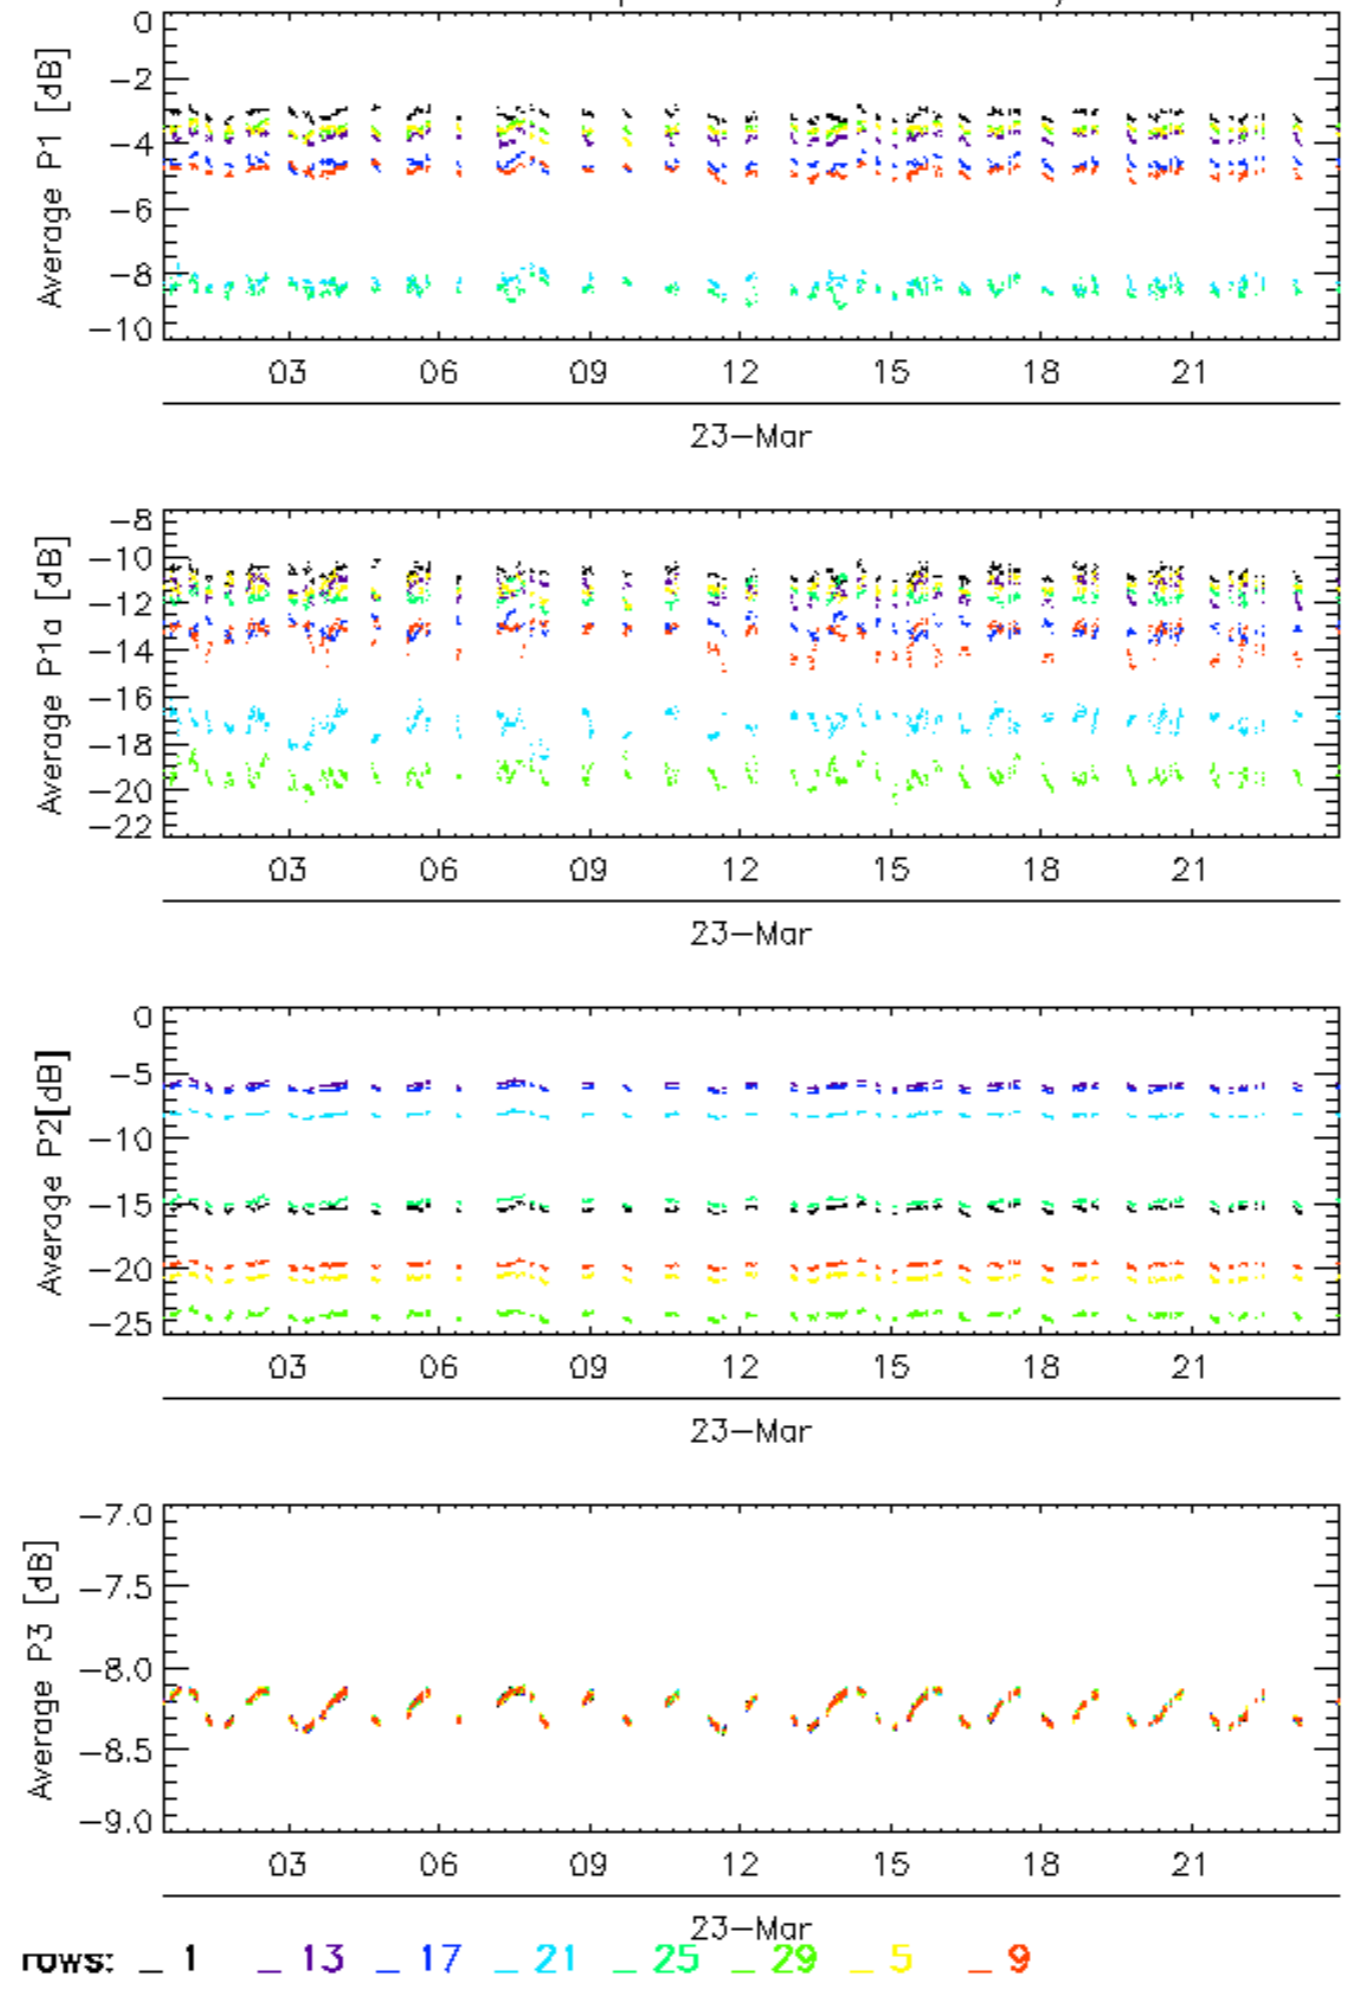 0
−2
−4
−6
−8
−10
Average P1 [dB]
03 06 09 12 15 18 21
23−Mar
−8
−10
−12
−14
−16
−18
−20
−22
Average P1a [dB]
03 06 09 12 15 18 21
23−Mar
0
−5
−10
−15
−20
−25
Average P2[dB]
03 06 09 12 15 18 21
23−Mar
−7.0
−7.5
−8.0
−8.5
−9.0
Average P3 [dB]
03 06 09 12 15 18 21
23−Mar
rows: _ 1 _ 13 _ 17 _ 21 _ 25 _ 29 _ 5 _ 9